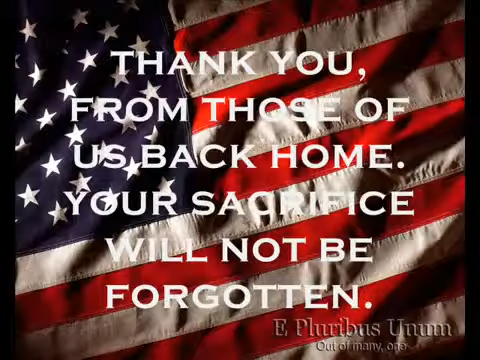 THANK YOU,
FROM THOSE OF
US BACK HOME.
YOUR SACRIFICE
WILL NOT BE
FORGOTTEN.
E Pluribus Unum
Out of many, one